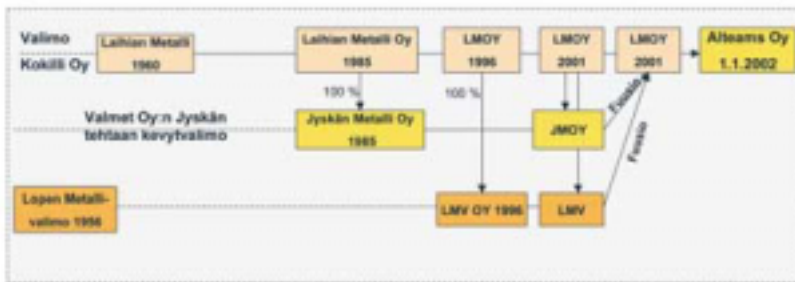 Valimo
Kokilli Oy
Laihian Metalli
1960
Laihian Metalli Oy
1985
LMOY
1996
LMOY
2001
LMOY
2001
Alteams Oy
1.1.2002
100 %
100 %
Fuusio
Valmet Oy:n Jyskän
tehtaan kevytvalimo
Jyskän Metalli Oy
1985
JMOY
Fuusio
Lopen Metalli-
valimo 1956
LMV OY 1996
LMV